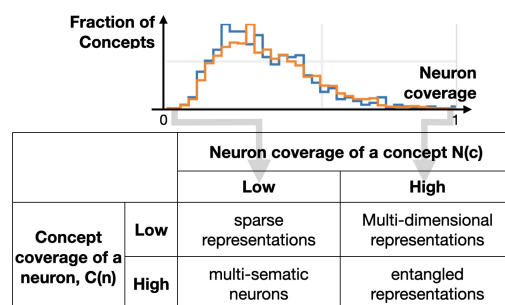 Fraction of
Concepts
Neuron
coverage
0
1
Neuron coverage of a concept N(c)
Low
High
Concept
coverage of a
neuron, C(n)
Low
sparse
representations
Multi-dimensional
representations
High
multi-sematic
neurons
entangled
representations